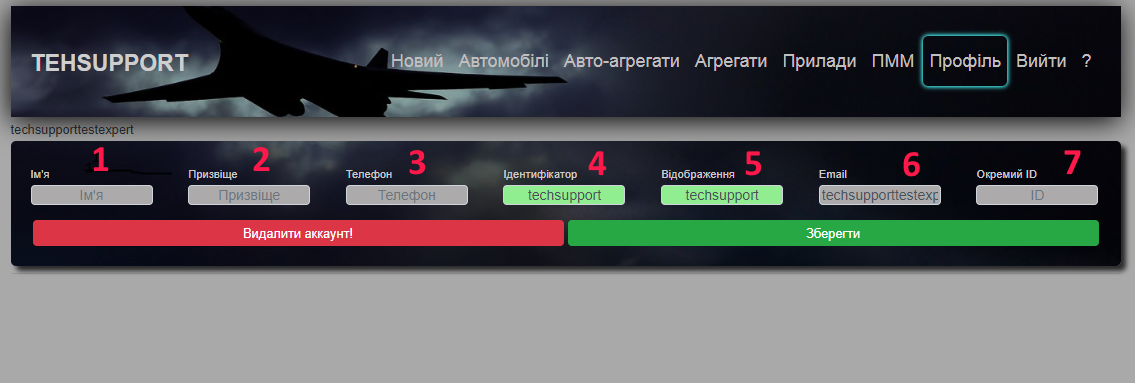 TEHSUPPORT . Новий Автомобілі Авто-агрегати Агрегати Прилади ПММ Профіль Вийти ?
techsupporttestexpert
1 2 3 4 5 6 7
Ім'я Призвіще Телефон Ідентифікатор Відображення Email Окремий ID
Ім'я Призвіще Телефон techsupport techsupport techsupporttestexp ID
Видалити аккаунт! Зберегти